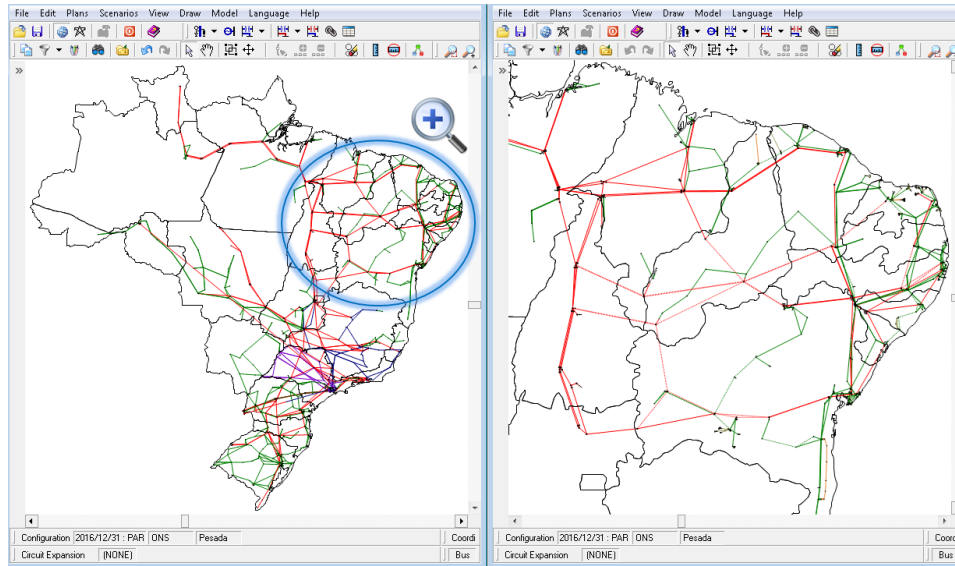 File Edit Plans Scenarios View Draw Model Language Help
Configuration 2016/12/31 : PAR ONS Pesada Coordi
Circuit Expansion (NONE) Bus
File Edit Plans Scenarios View Draw Model Language Help
Configuration 2016/12/31 : PAR ONS Pesada Coord
Circuit Expansion (NONE) Bus